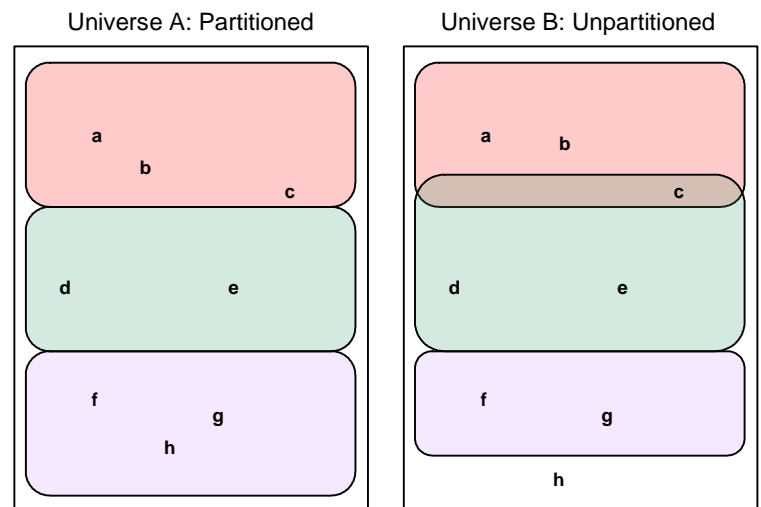 Universe A: Partitioned
a
b
c
d
e
f
g
h
Universe B: Unpartitioned
a
b
c
d
e
f
g
h